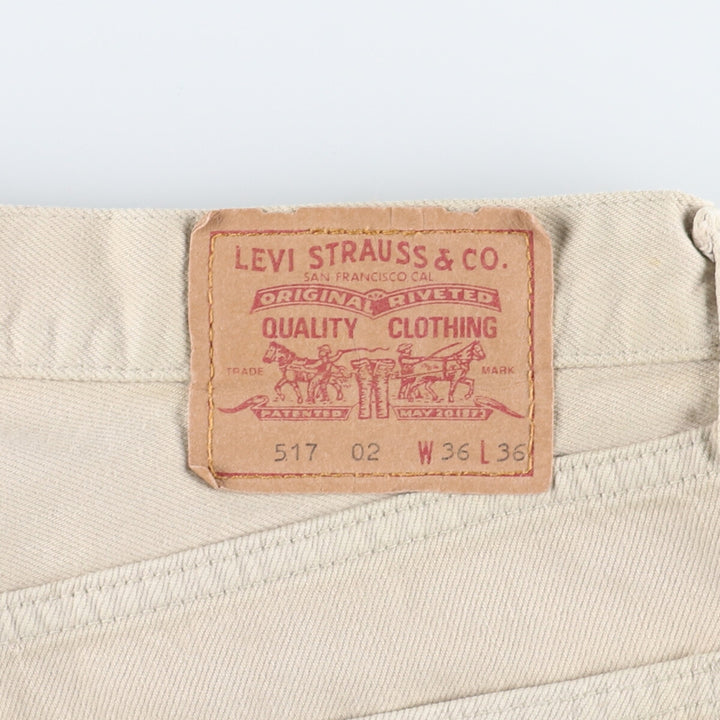 LEVI STRAUSS & CO.
SAN FRANCISCO CAL
ORIGINAL RIVETED
QUALITY CLOTHING
TRADE MARK
PATENTED MAY 20 1873
517 02 W 36 L 36